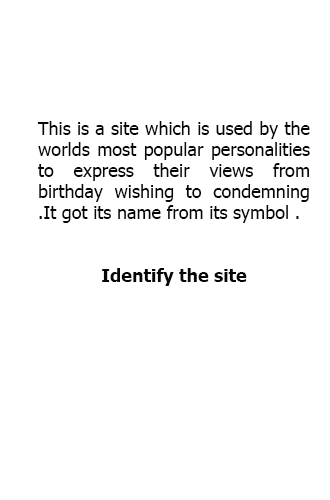 This is a site which is used by the
worlds most popular personalities
to express their views from
birthday wishing to condemning
.It got its name from its symbol .
Identify the site